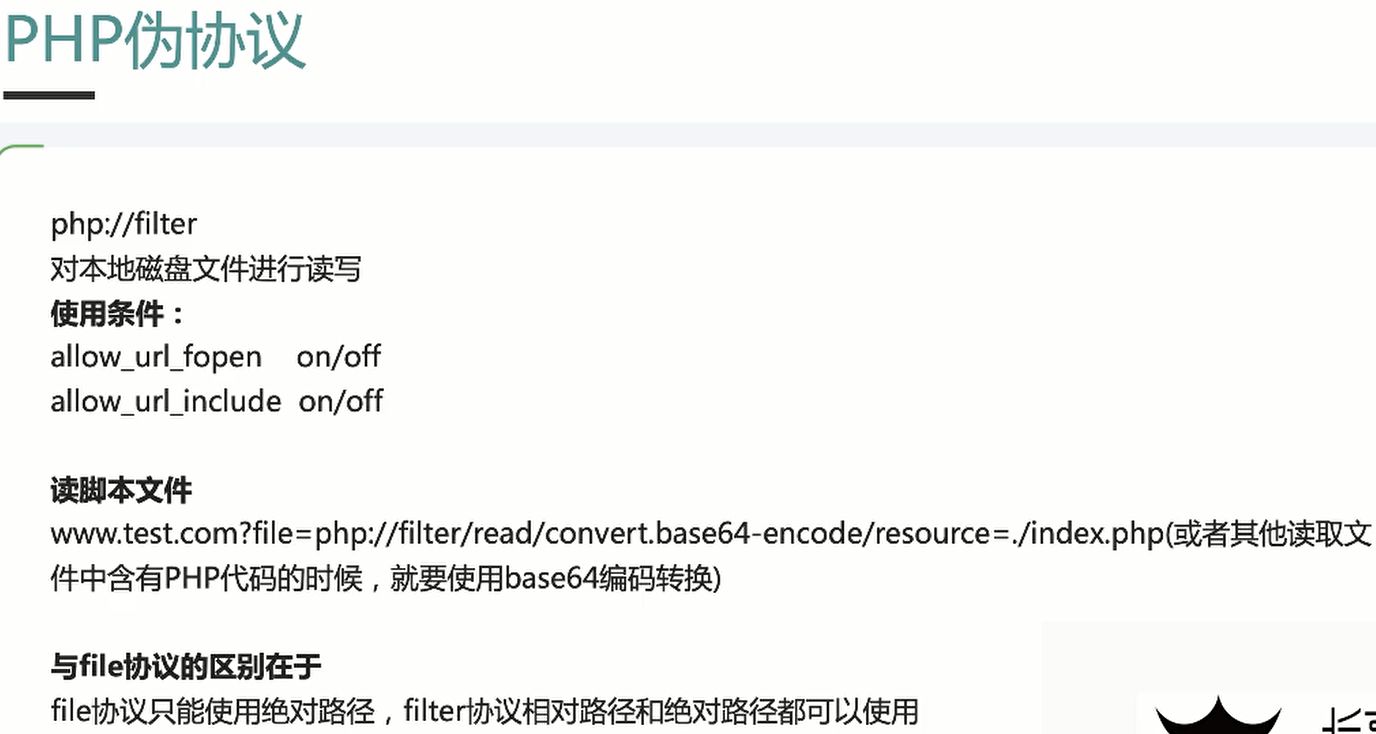 PHP伪协议
php://filter
对本地磁盘文件进行读写
使用条件：
allow_url_fopen on/off
allow_url_include on/off
读脚本文件
www.test.com?file=php://filter/read/convert.base64-encode/resource=./index.php(或者其他读取文
件中含有PHP代码的时候，就要使用base64编码转换)
与file协议的区别在于
file协议只能使用绝对路径，filter协议相对路径和绝对路径都可以使用